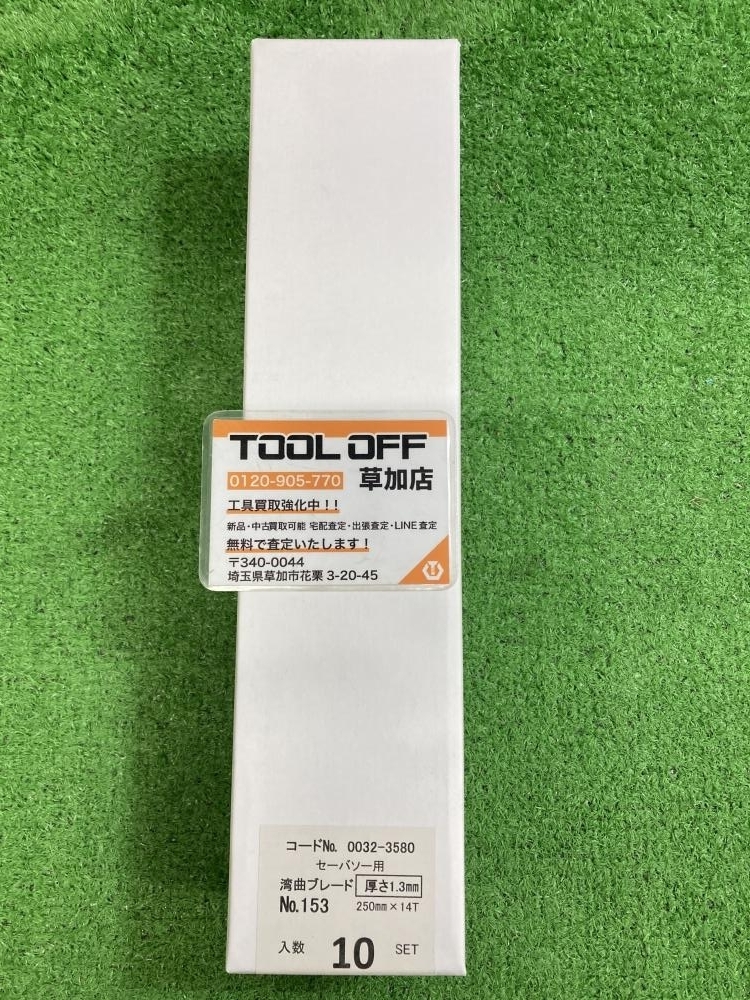 TOOL OFF
0120-905-770 草加店
工具買取強化中！！
新品・中古買取可能 宅配査定・出張査定・LINE査定
無料で査定いたします！
〒340-0044
埼玉県草加市花栗3-20-45
コードNo. 0032-3580
セーバソー用
湾曲ブレード 厚さ1.3mm
No.153 250mm×14T
入数 10 SET